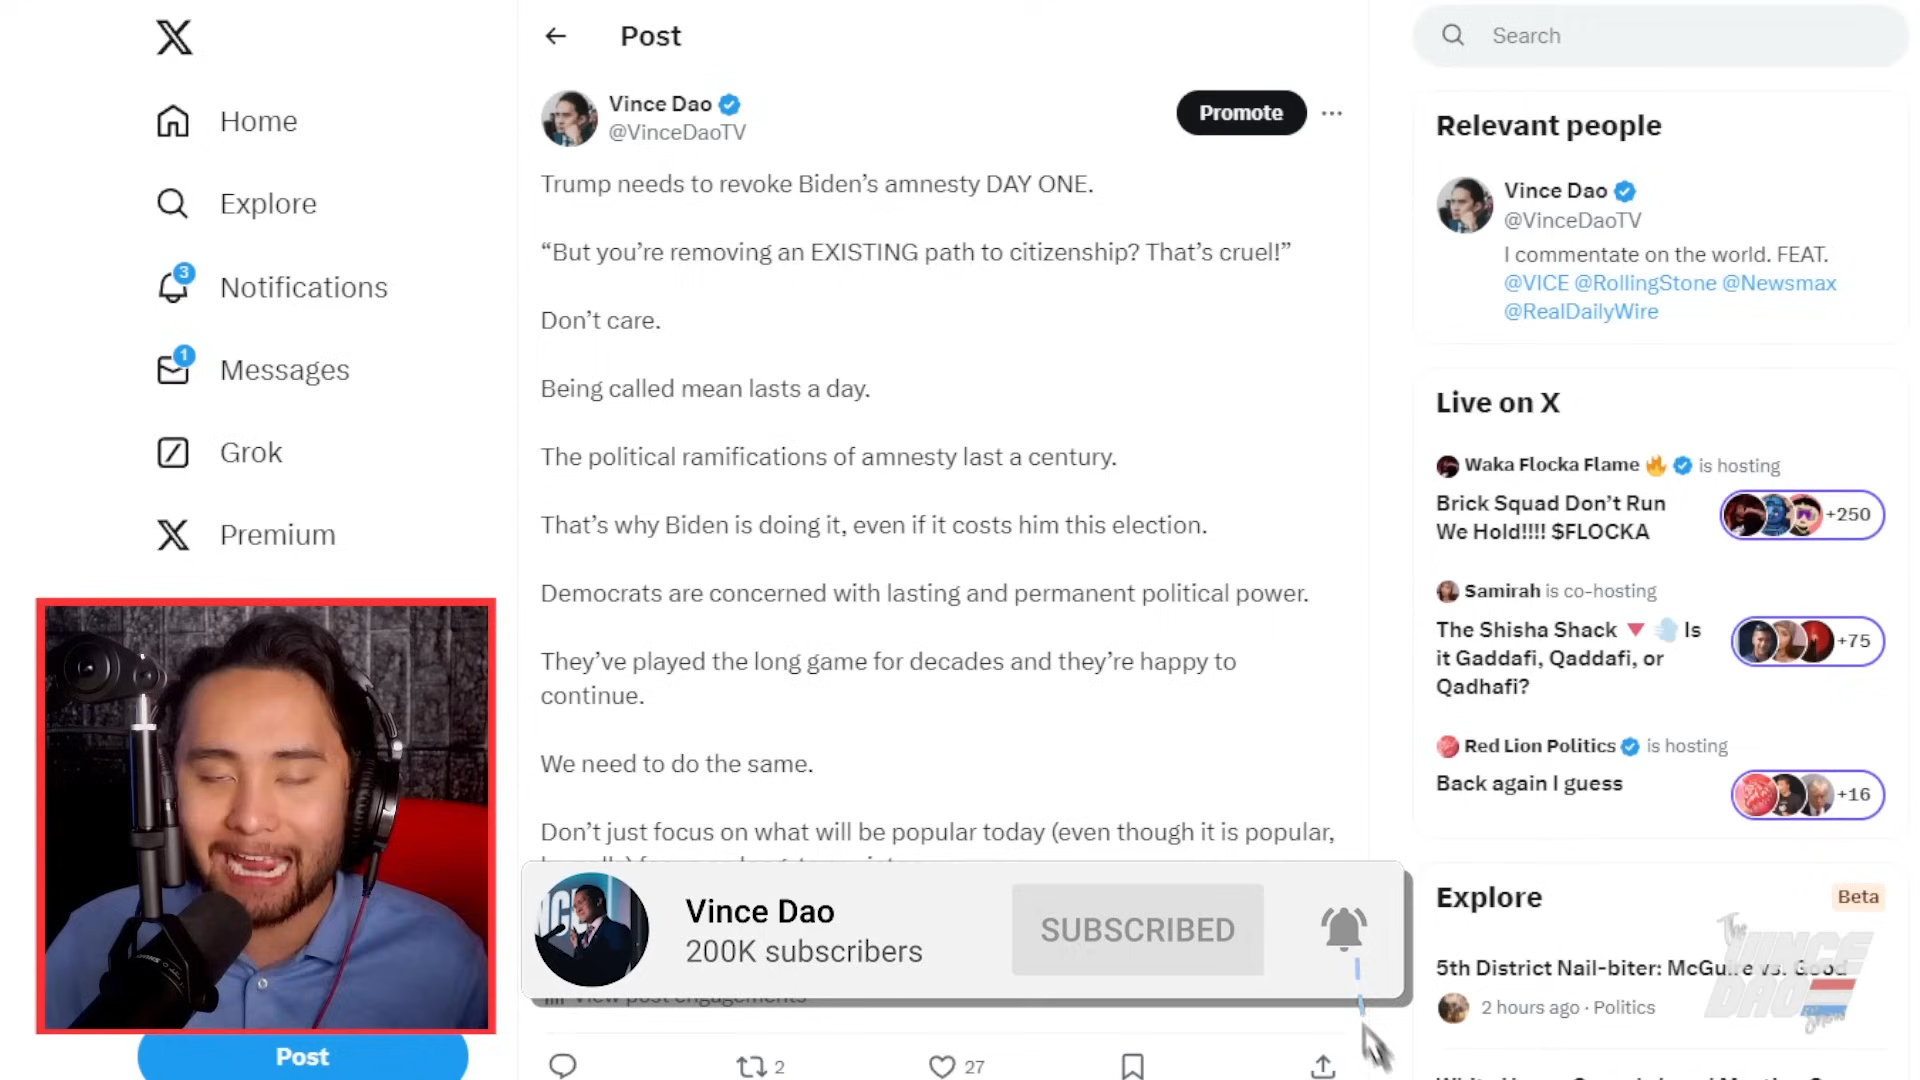 Home
Explore
3
Notifications
1
Messages
Grok
Premium
Post
Post
Vince Dao
@VinceDaoTV
Promote
Trump needs to revoke Biden’s amnesty DAY ONE.
“But you’re removing an EXISTING path to citizenship? That’s cruel!”
Don’t care.
Being called mean lasts a day.
The political ramifications of amnesty last a century.
That’s why Biden is doing it, even if it costs him this election.
Democrats are concerned with lasting and permanent political power.
They’ve played the long game for decades and they’re happy to
continue.
We need to do the same.
Don’t just focus on what will be popular today (even though it is popular,
Vince Dao
200K subscribers
SUBSCRIBED
View post engagements
2
27
Search
Relevant people
Vince Dao
@VinceDaoTV
I commentate on the world. FEAT.
@VICE @RollingStone @Newsmax
@RealDailyWire
Live on X
Waka Flocka Flame 🔥 is hosting
Brick Squad Don’t Run
We Hold!!!! $FLOCKA
+250
Samirah is co-hosting
The Shisha Shack 🔻 💨 Is
it Gaddafi, Qaddafi, or
Qadhafi?
+75
Red Lion Politics is hosting
Back again I guess
+16
Explore
Beta
5th District Nail-biter: McGuire vs. Good
2 hours ago · Politics
The
VINCE
DAO
Show